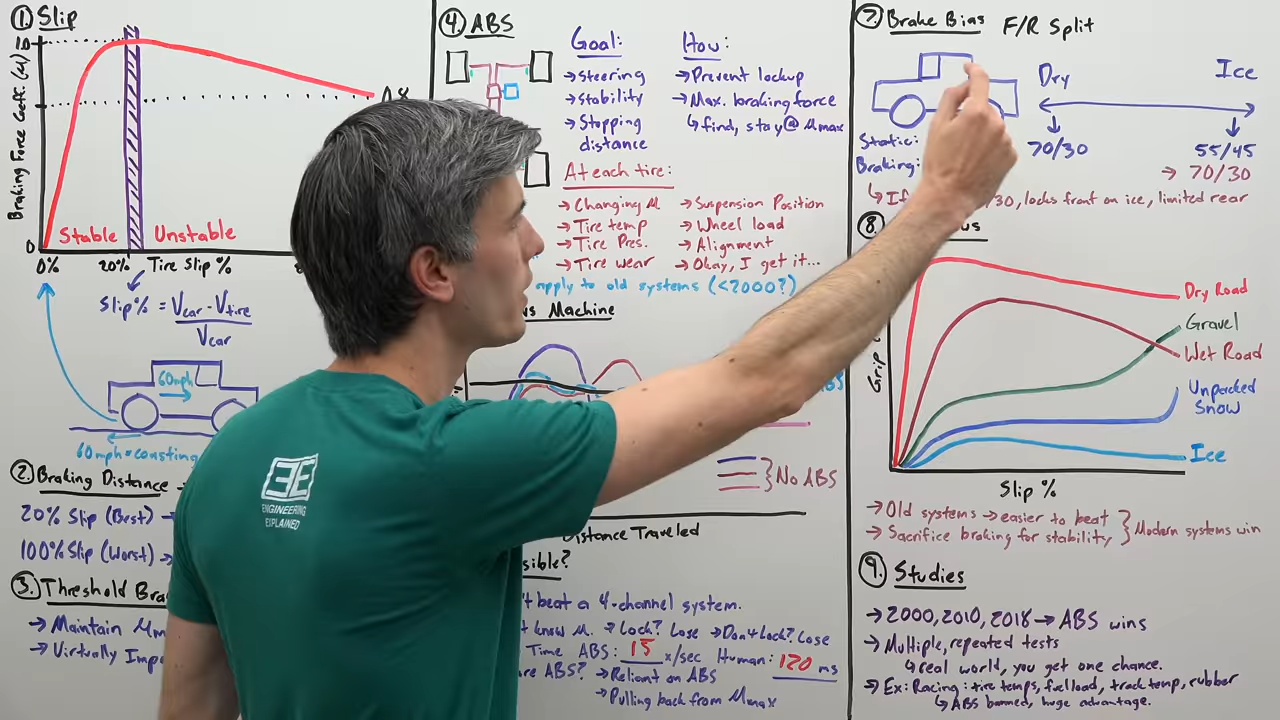 1. Slip
Braking Force Coeff. (µ)
1.0
0
Stable
Unstable
0%
20%
Tire Slip %
Slip % = Vcar - Vtire
Vcar
60mph
60mph = coasting
2. Braking Distance
20% Slip (Best) →
100% Slip (Worst) →
3. Threshold Bra
→ Maintain µm
→ Virtually Imp
4. ABS
Goal:
→ Steering
→ Stability
→ Stopping
distance
How:
→ Prevent lockup
→ Max. braking force
↳ find, stay @ µmax
At each tire:
→ Changing µ
→ Tire temp
→ Tire Pres.
→ Tire wear
→ Suspension Position
→ Wheel load
→ Alignment
→ Okay, I get it...
apply to old systems (<2000?)
Machine
} No ABS
Distance Traveled
sible?
't beat a 4-channel system.
know µ. → Lock? Lose → Don't Lock? Lose
Time ABS: 15 x/sec Human: 120 ms
ABS? → Reliant on ABS
→ Pulling back from µmax
7. Brake Bias F/R Split
Dry
Ice
70/30
55/45
Static:
Braking:
→ 70/30
↳ If
30, locks front on ice, limited rear
8.
Grip
Dry Road
Gravel
Wet Road
Unpacked
Snow
Ice
Slip %
→ Old systems → easier to beat
→ Sacrifice braking for stability
} Modern systems win
9. Studies
→ 2000, 2010, 2018 → ABS wins
→ Multiple, repeated tests
↳ real world, you get one chance.
→ Ex: Racing: tire temps, fuel load, track temp, rubber
↳ ABS banned, huge advantage.
ENGINEERING
EXPLAINED